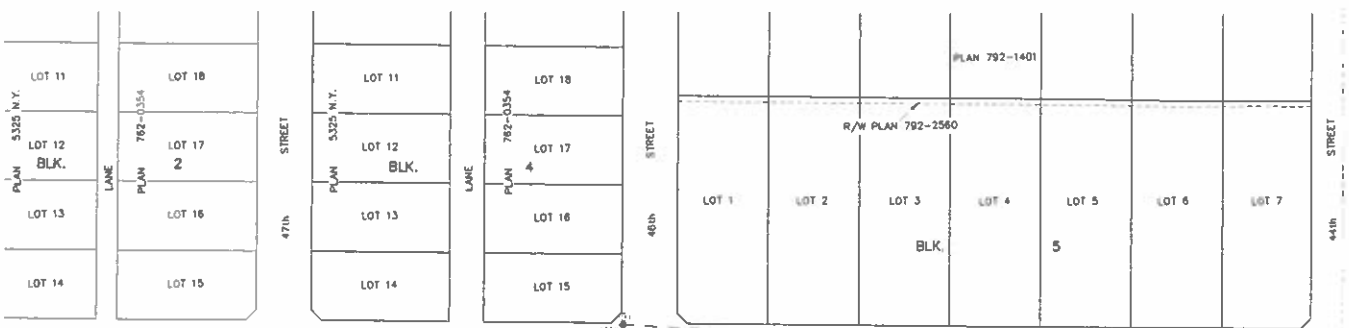 PLAN 792-1401
LOT 11
LOT 18
LOT 11
LOT 18
PLAN 5325 N.Y.
PLAN 762-0354
PLAN 5325 N.Y.
PLAN 762-0354
R/W PLAN 792-2560
LOT 12
LOT 17
LOT 12
LOT 17
BLK. 2
BLK. 4
LANE
47th STREET
LANE
46th STREET
44th STREET
LOT 13
LOT 16
LOT 13
LOT 16
LOT 1
LOT 2
LOT 3
LOT 4
LOT 5
LOT 6
LOT 7
BLK. 5
LOT 14
LOT 15
LOT 14
LOT 15